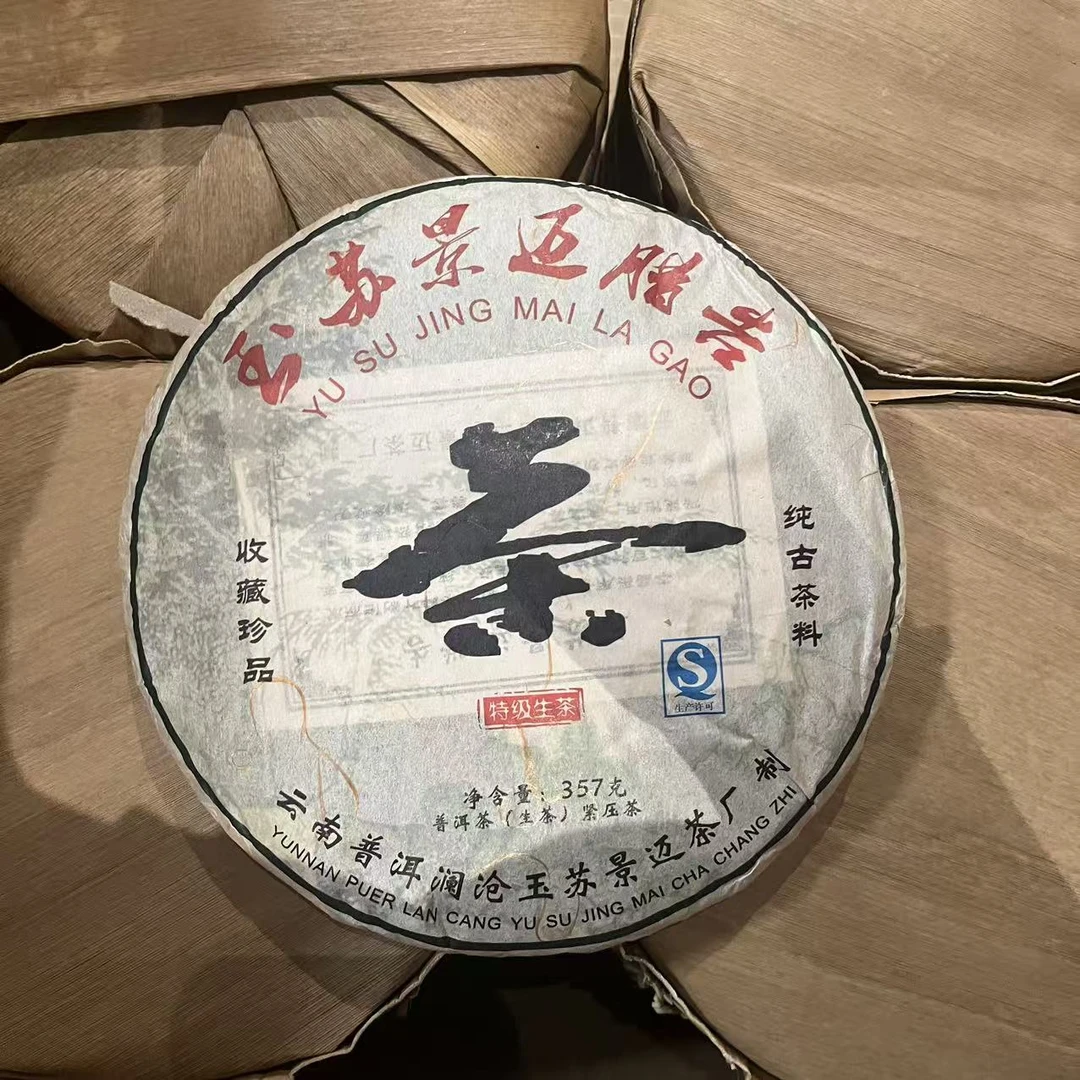 玉苏景迈腊告
YU SU JING MAI LA GAO
茶
收藏珍品
纯古茶料
S
生产许可
特级生茶
净含量：357克
普洱茶（生茶）紧压茶
云南普洱澜沧玉苏景迈茶厂制
YUNNAN PUER LAN CANG YU SU JING MAI CHA CHANG ZHI